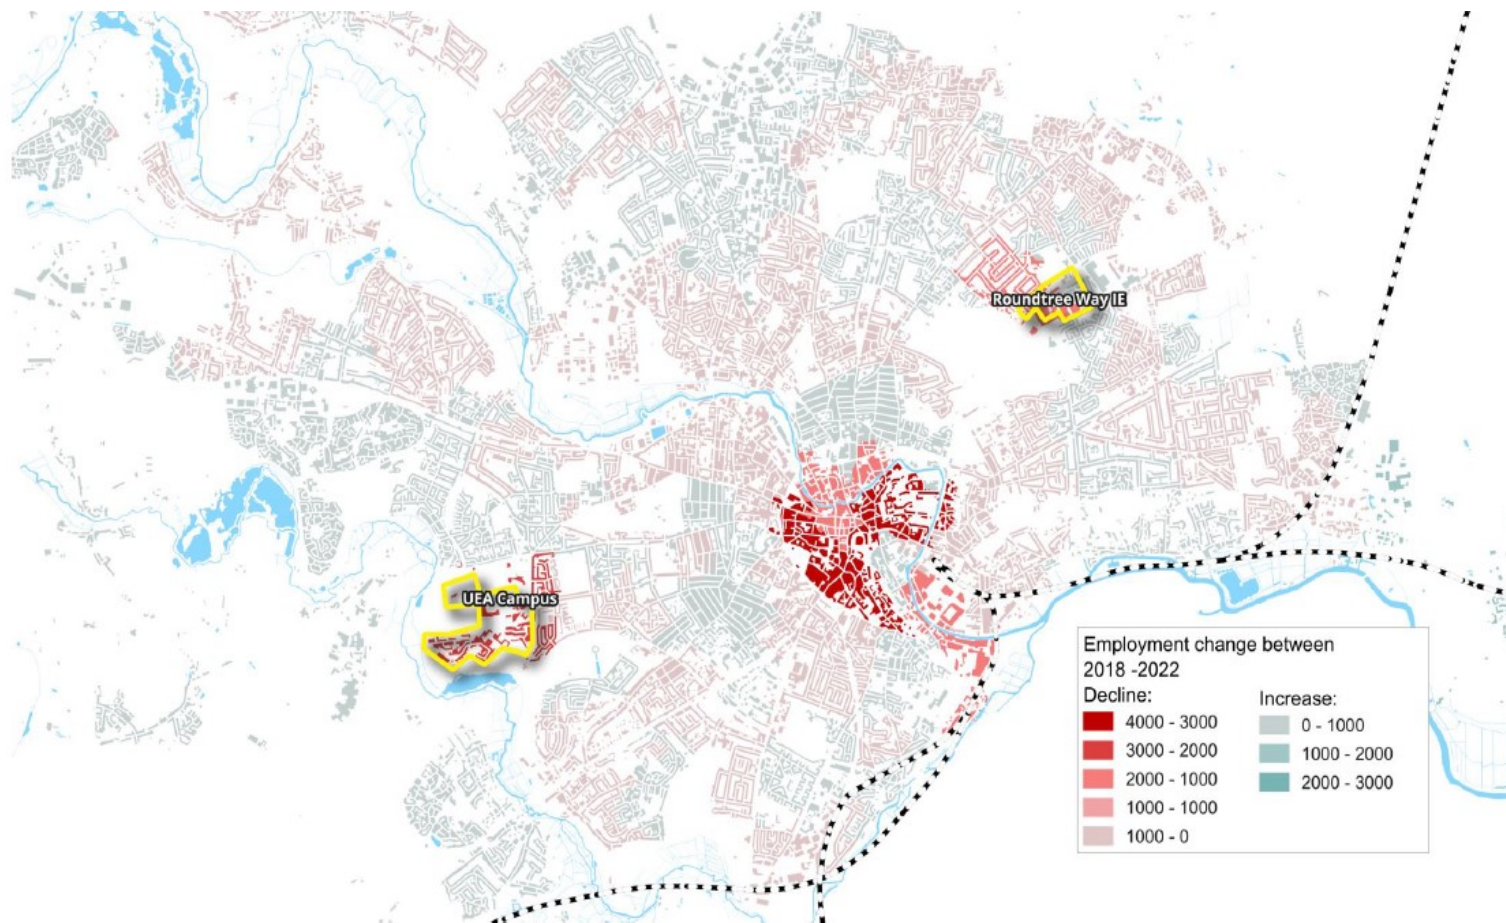 Roundtree Way IE
UEA Campus
Employment change between
2018 -2022
Decline:
4000 - 3000
3000 - 2000
2000 - 1000
1000 - 1000
1000 - 0
Increase:
0 - 1000
1000 - 2000
2000 - 3000